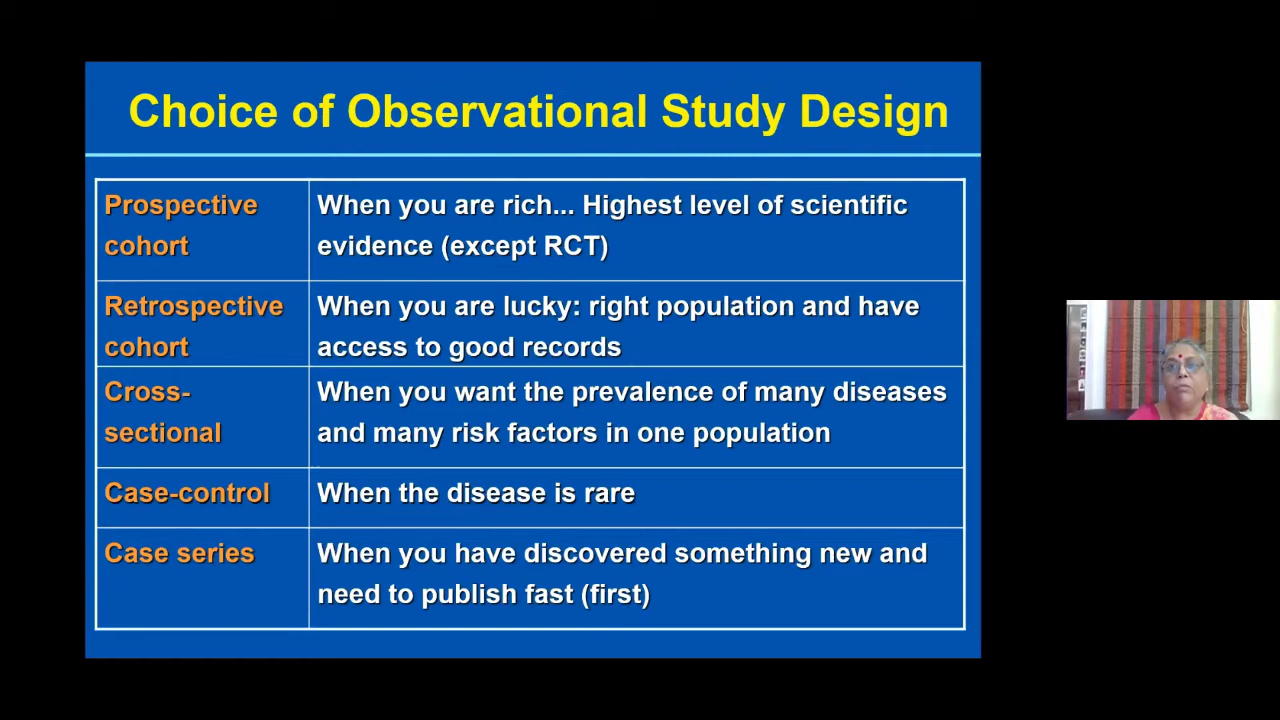 Choice of Observational Study Design
Prospective
cohort
When you are rich... Highest level of scientific
evidence (except RCT)
Retrospective
cohort
When you are lucky: right population and have
access to good records
Cross-
sectional
When you want the prevalence of many diseases
and many risk factors in one population
Case-control
When the disease is rare
Case series
When you have discovered something new and
need to publish fast (first)